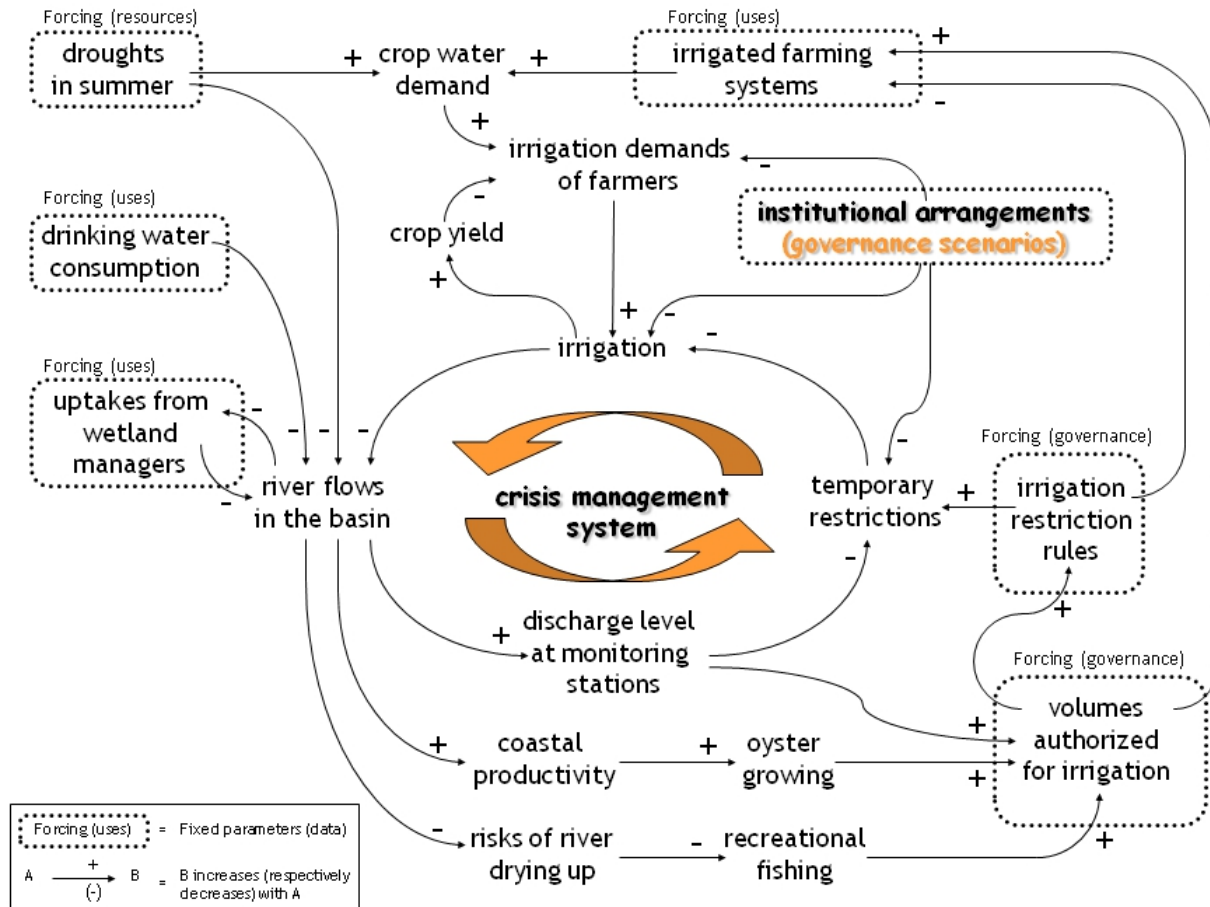 Forcing (resources)
droughts
in summer
+
crop water
demand
+
Forcing (uses)
irrigated farming
systems
+
-
+
irrigation demands
of farmers
-
-
crop yield
+
institutional arrangements
(governance scenarios)
Forcing (uses)
drinking water
consumption
+
-
-
irrigation
Forcing (uses)
uptakes from
wetland
managers
-
-
-
-
-
river flows
in the basin
crisis management
system
-
temporary
restrictions
+
-
Forcing (governance)
irrigation
restriction
rules
+
+
discharge level
at monitoring
stations
Forcing (governance)
volumes
authorized
for irrigation
+
+
+
+
coastal
productivity
+
oyster
growing
-
risks of river
drying up
-
recreational
fishing
Forcing (uses)
= Fixed parameters (data)
A + B
(-)
= B increases (respectively
decreases) with A